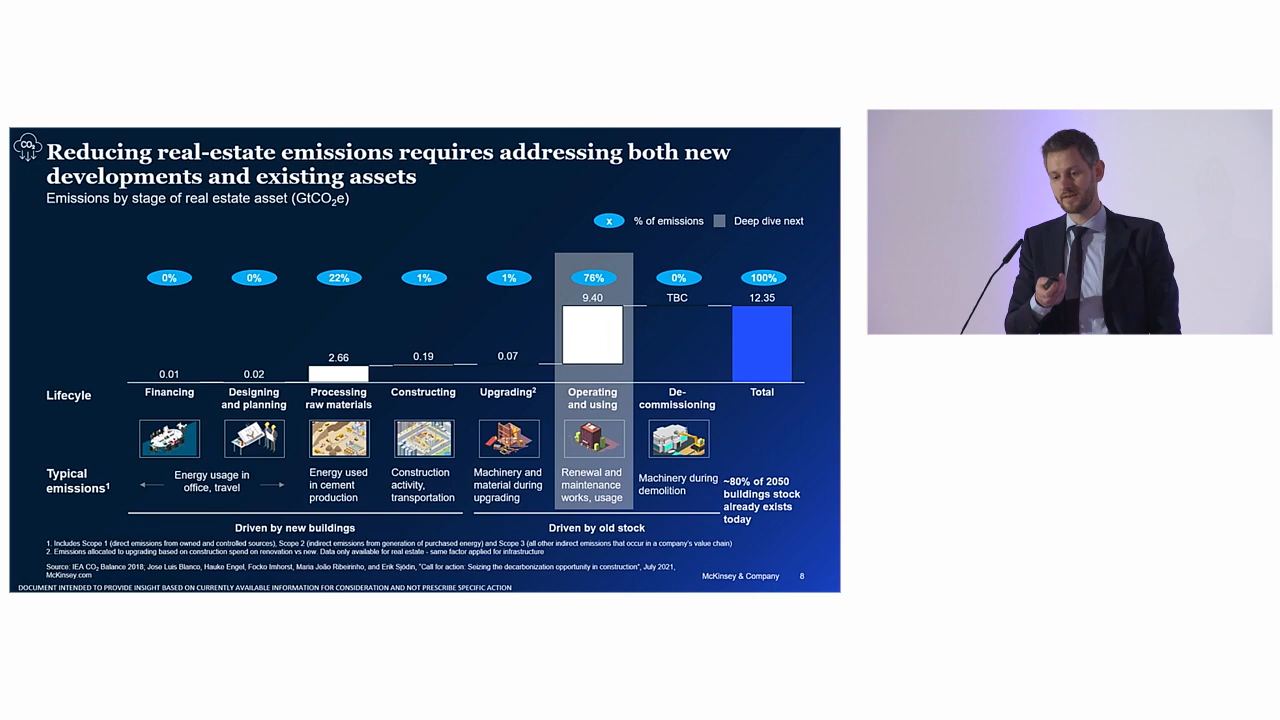 CO₂
Reducing real-estate emissions requires addressing both new
developments and existing assets
Emissions by stage of real estate asset (GtCO₂e)
x % of emissions Deep dive next
0% 0% 22% 1% 1% 76% 0% 100%
0.01 0.02 2.66 0.19 0.07 9.40 TBC 12.35
Lifecyle
Financing
Designing
and planning
Processing
raw materials
Constructing
Upgrading²
Operating
and using
De-
commissioning
Total
Typical
emissions¹
Energy usage in
office, travel
Energy used
in cement
production
Construction
activity,
transportation
Machinery and
material during
upgrading
Renewal and
maintenance
works, usage
Machinery during
demolition
~80% of 2050
buildings stock
already exists
today
Driven by new buildings
Driven by old stock
1. Includes Scope 1 (direct emissions from owned and controlled sources), Scope 2 (indirect emissions from generation of purchased energy) and Scope 3 (all other indirect emissions that occur in a company's value chain)
2. Emissions allocated to upgrading based on construction spend on renovation vs new. Data only available for real estate - same factor applied for infrastructure
Source: IEA CO₂ Balance 2018; Jose Luis Blanco, Hauke Engel, Focko Imhorst, Maria João Ribeirinho, and Erik Sjödin, "Call for action: Seizing the decarbonization opportunity in construction", July 2021,
McKinsey.com
McKinsey & Company 8
DOCUMENT INTENDED TO PROVIDE INSIGHT BASED ON CURRENTLY AVAILABLE INFORMATION FOR CONSIDERATION AND NOT PRESCRIBE SPECIFIC ACTION